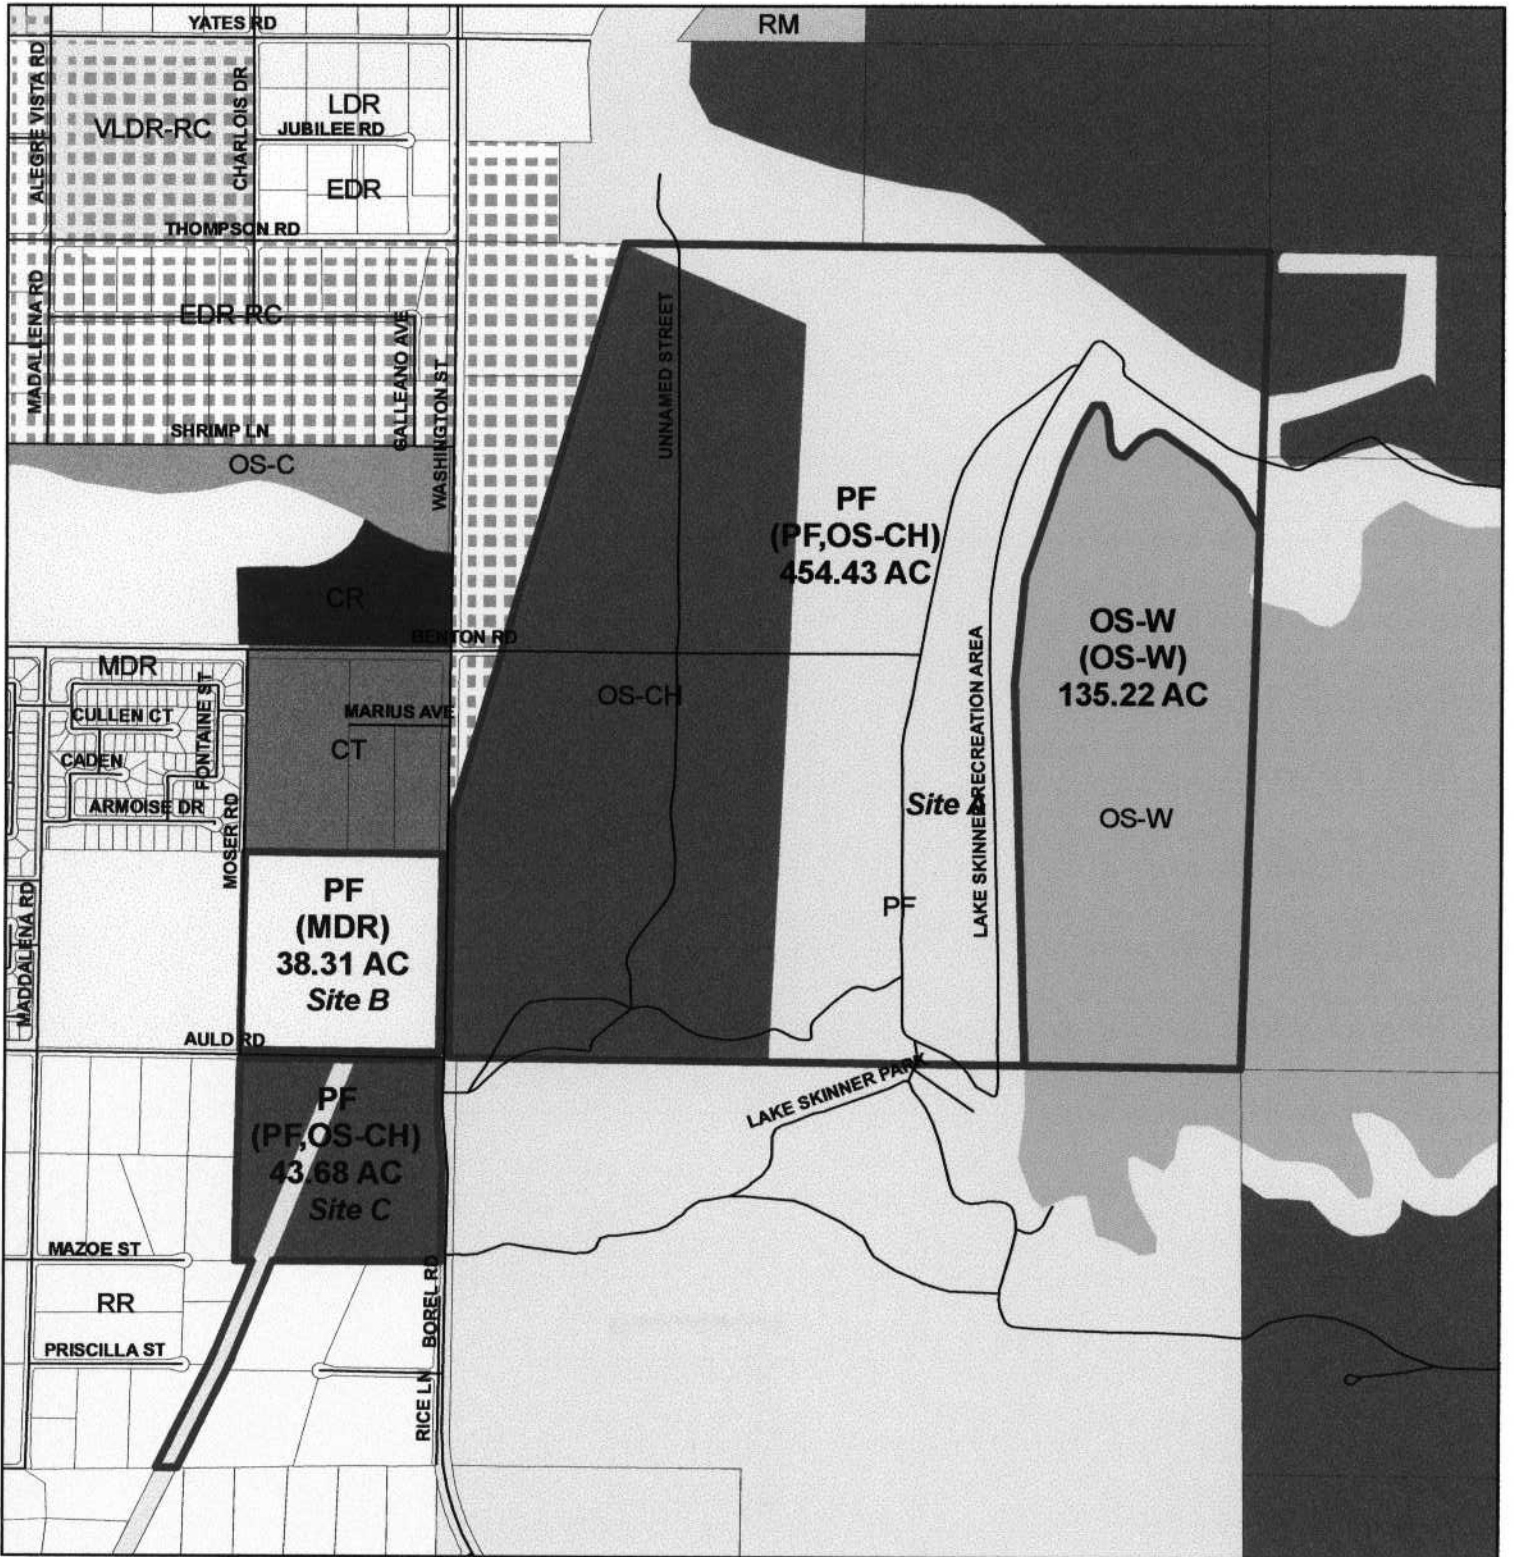 YATES RD
RM
ALEGRE VISTA RD
CHARLOIS DR
LDR
VLDR-RC
JUBILEE RD
EDR
THOMPSON RD
MADALLENA RD
EDR-RC
GALLEANO AVE
WASHINGTON ST
UNNAMED STREET
SHRIMP LN
OS-C
PF
(PF,OS-CH)
454.43 AC
CR
BENTON RD
OS-W
(OS-W)
135.22 AC
MDR
FONTAINE ST
CULLEN CT
MARIUS AVE
OS-CH
LAKE SKINNER RECREATION AREA
CT
CADEN
ARMOISE DR
MOSER RD
Site A
OS-W
PF
(MDR)
38.31 AC
Site B
PF
MADDALENA RD
AULD RD
PF
(PF,OS-CH)
43.68 AC
Site C
LAKE SKINNER PARK
MAZOE ST
RR
BOREL RD
PRISCILLA ST
RICE LN